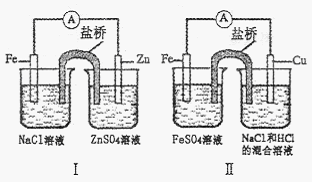 A A
盐桥 盐桥
Fe Zn Fe Cu
NaCl溶液 ZnSO4溶液 FeSO4溶液 NaCl和HCl
的混合溶液
I II